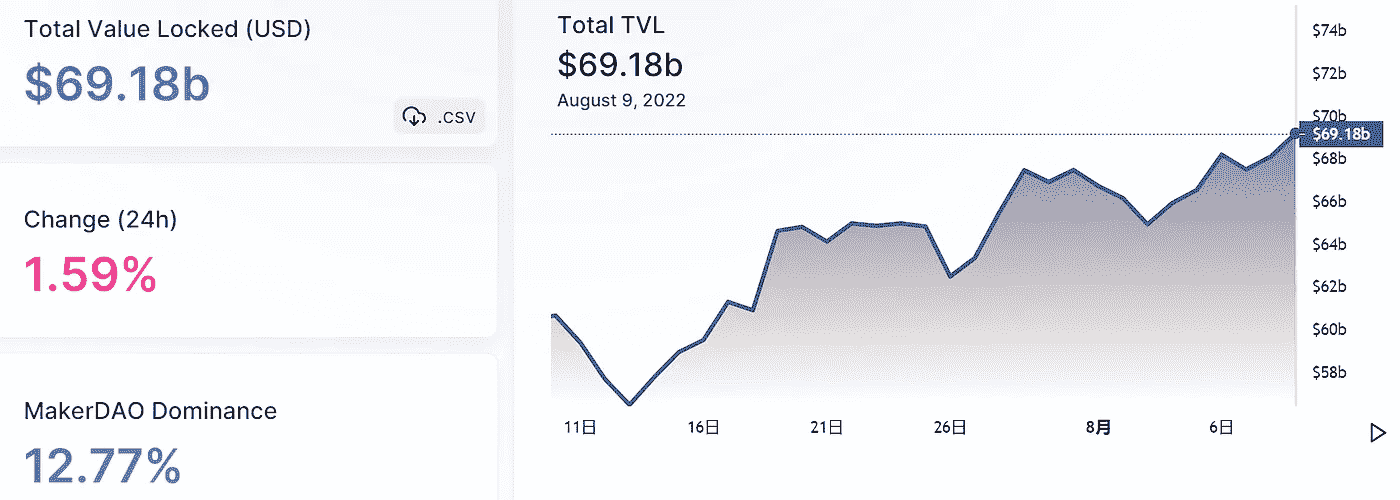 Total Value Locked (USD)
$69.18b
.CSV
Change (24h)
1.59%
MakerDAO Dominance
12.77%
Total TVL
$69.18b
August 9, 2022
$74b
$72b
$70b
$69.18b
$68b
$66b
$64b
$62b
$60b
$58b
11日 16日 21日 26日 8月 6日